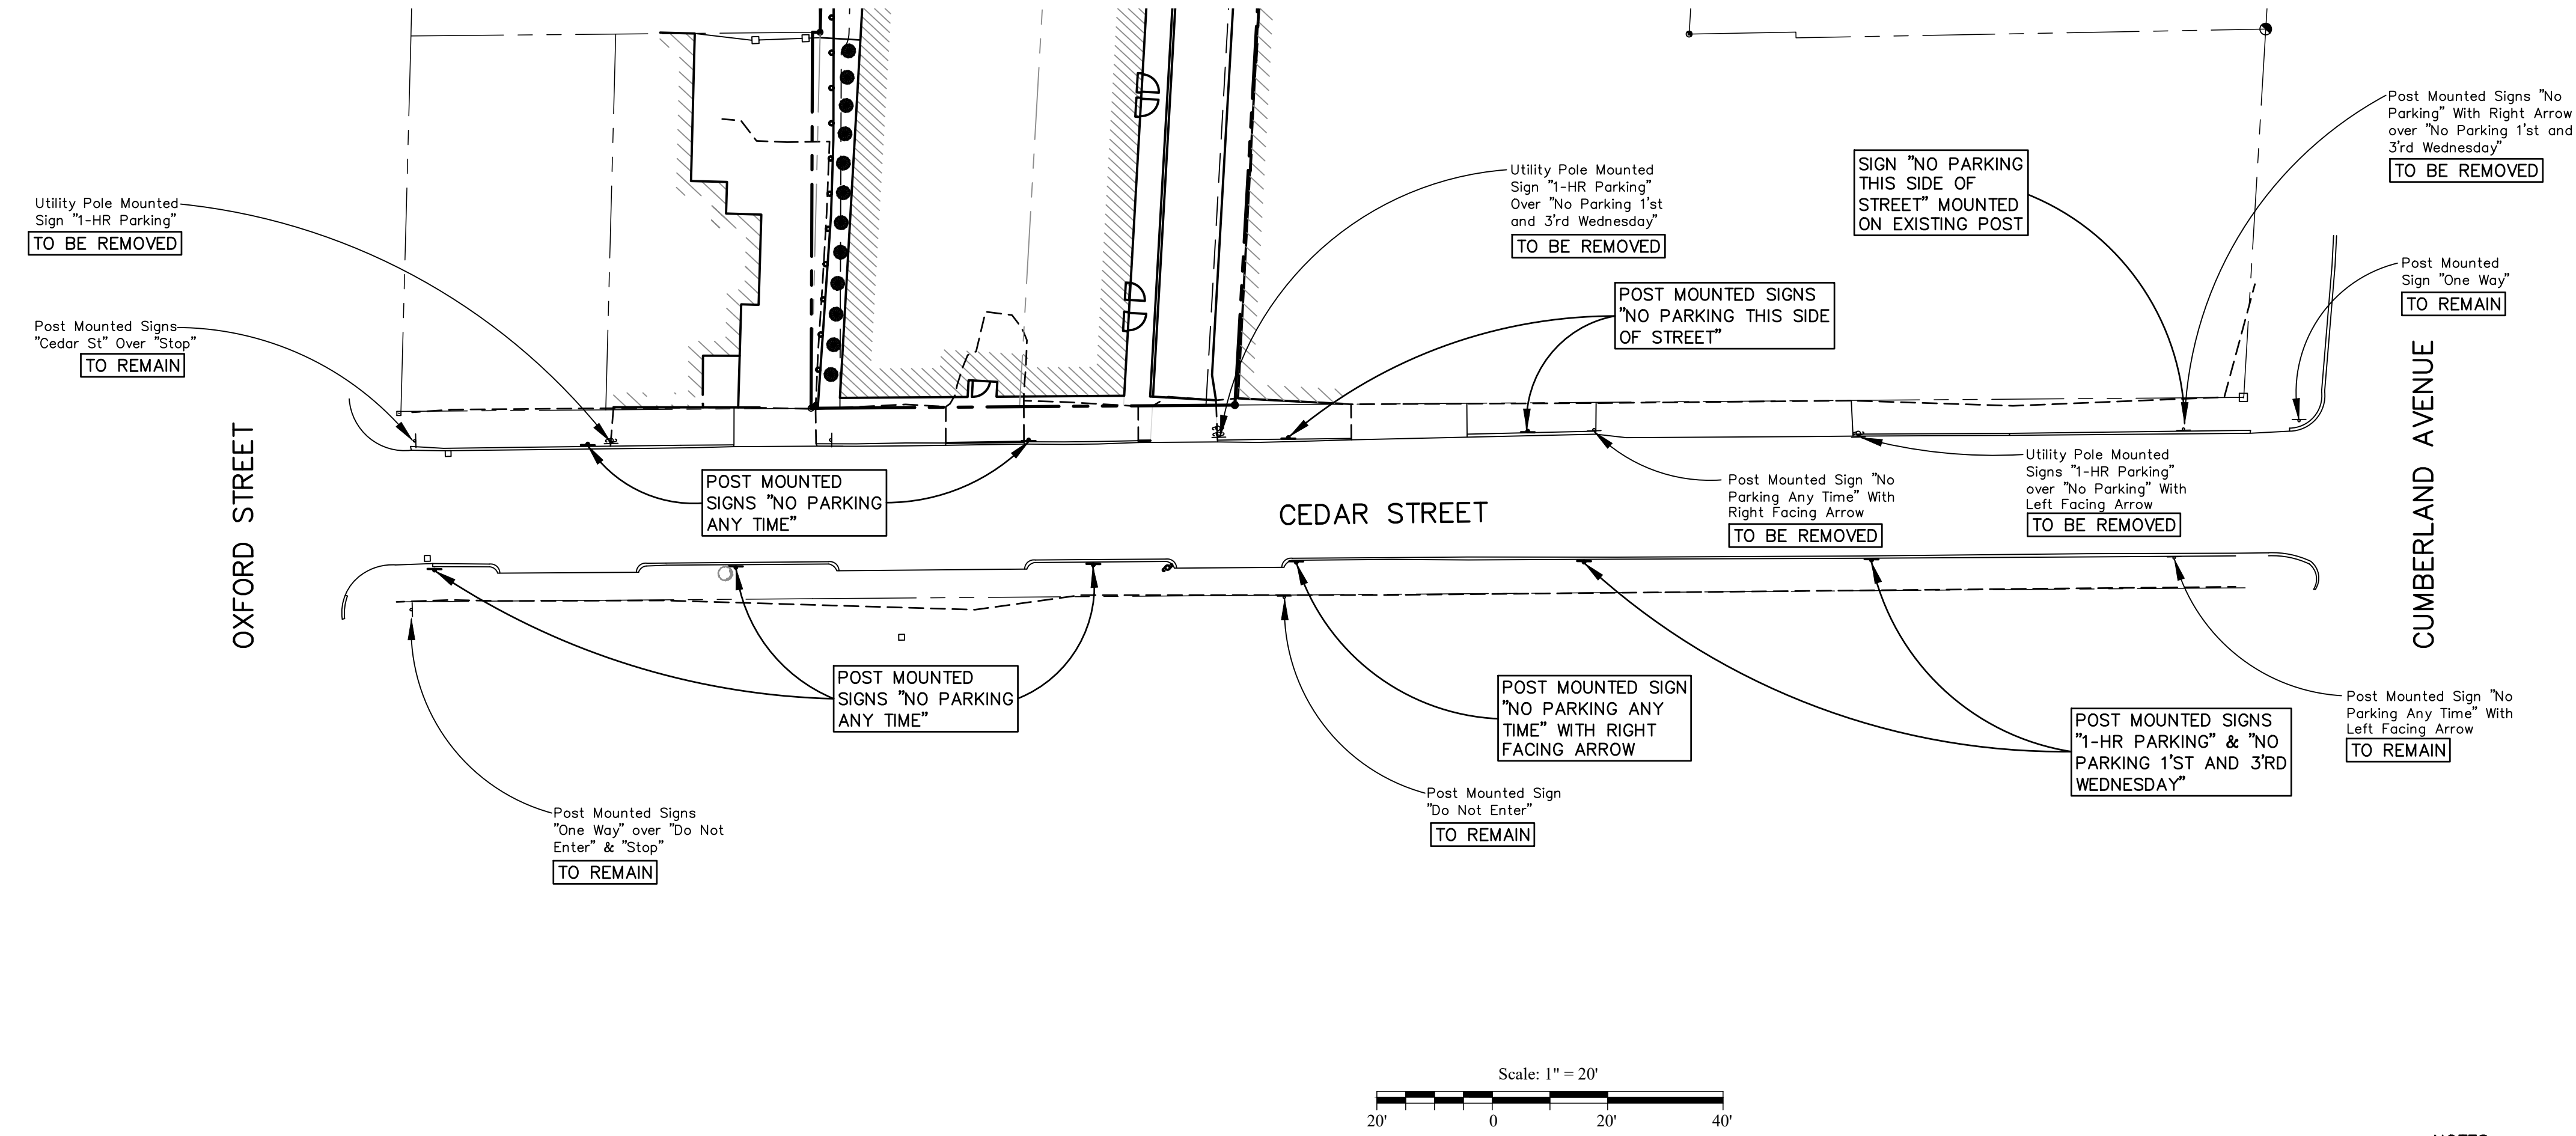 Post Mounted Signs "No
Parking" With Right Arrow
over "No Parking 1'st and
3'rd Wednesday"
TO BE REMOVED
SIGN "NO PARKING
THIS SIDE OF
STREET" MOUNTED
ON EXISTING POST
Utility Pole Mounted
Sign "1-HR Parking"
Over "No Parking 1'st
and 3'rd Wednesday"
TO BE REMOVED
Utility Pole Mounted
Sign "1-HR Parking"
TO BE REMOVED
Post Mounted
Sign "One Way"
TO REMAIN
POST MOUNTED SIGNS
"NO PARKING THIS SIDE
OF STREET"
Post Mounted Signs
"Cedar St" Over "Stop"
TO REMAIN
OXFORD STREET
CUMBERLAND AVENUE
POST MOUNTED
SIGNS "NO PARKING
ANY TIME"
CEDAR STREET
Post Mounted Sign "No
Parking Any Time" With
Right Facing Arrow
TO BE REMOVED
Utility Pole Mounted
Signs "1-HR Parking"
over "No Parking" With
Left Facing Arrow
TO BE REMOVED
POST MOUNTED
SIGNS "NO PARKING
ANY TIME"
POST MOUNTED SIGN
"NO PARKING ANY
TIME" WITH RIGHT
FACING ARROW
POST MOUNTED SIGNS
"1-HR PARKING" & "NO
PARKING 1'ST AND 3'RD
WEDNESDAY"
Post Mounted Sign "No
Parking Any Time" With
Left Facing Arrow
TO REMAIN
Post Mounted Signs
"One Way" over "Do Not
Enter" & "Stop"
TO REMAIN
Post Mounted Sign
"Do Not Enter"
TO REMAIN
Scale: 1" = 20'
20' 0 20' 40'